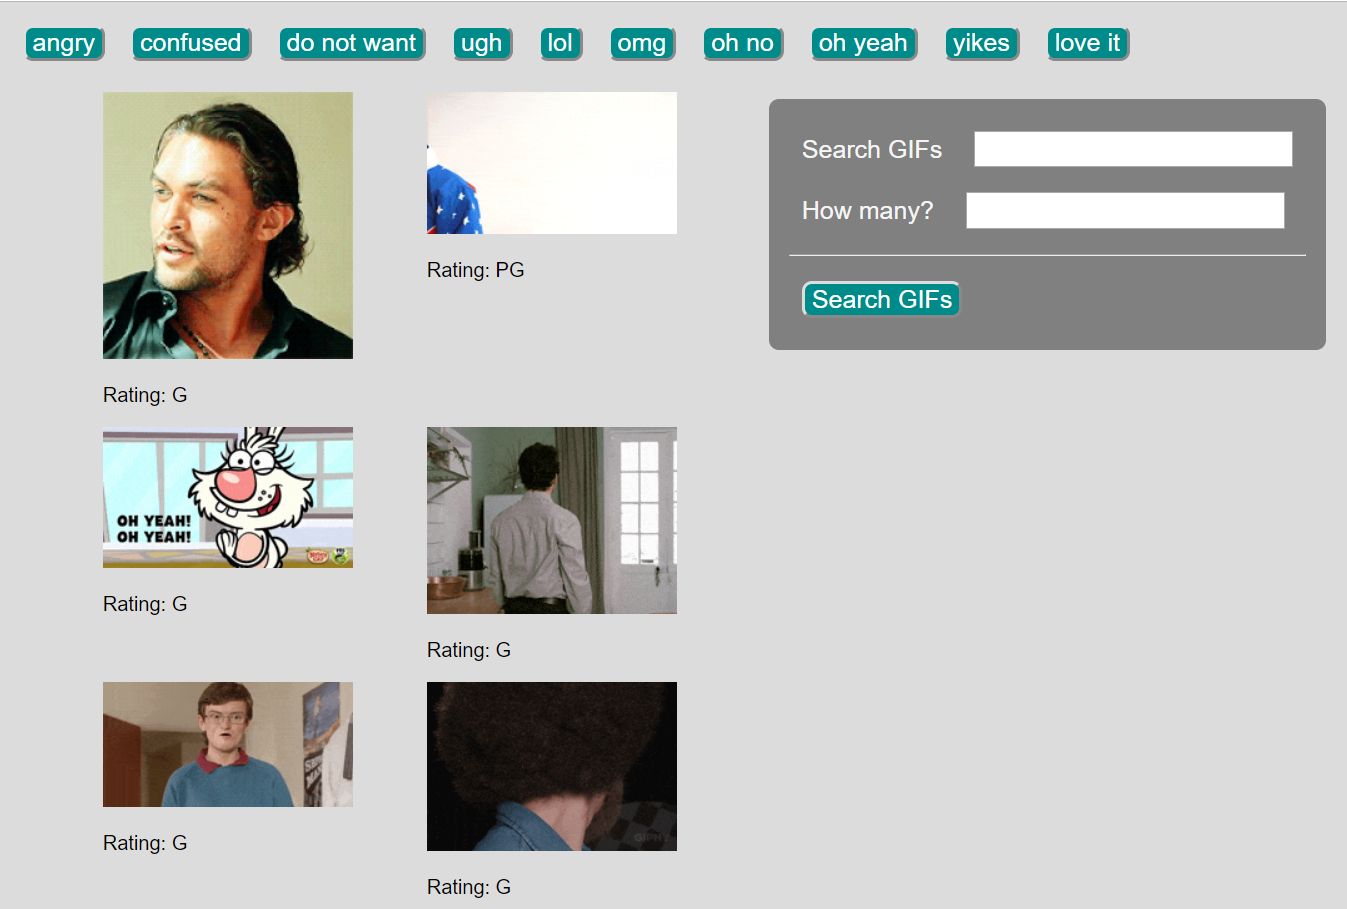 angry confused do not want ugh lol omg oh no oh yeah yikes love it
Search GIFs
How many?
Search GIFs
Rating: PG
Rating: G
OH YEAH!
OH YEAH!
Rating: G
Rating: G
Rating: G
Rating: G